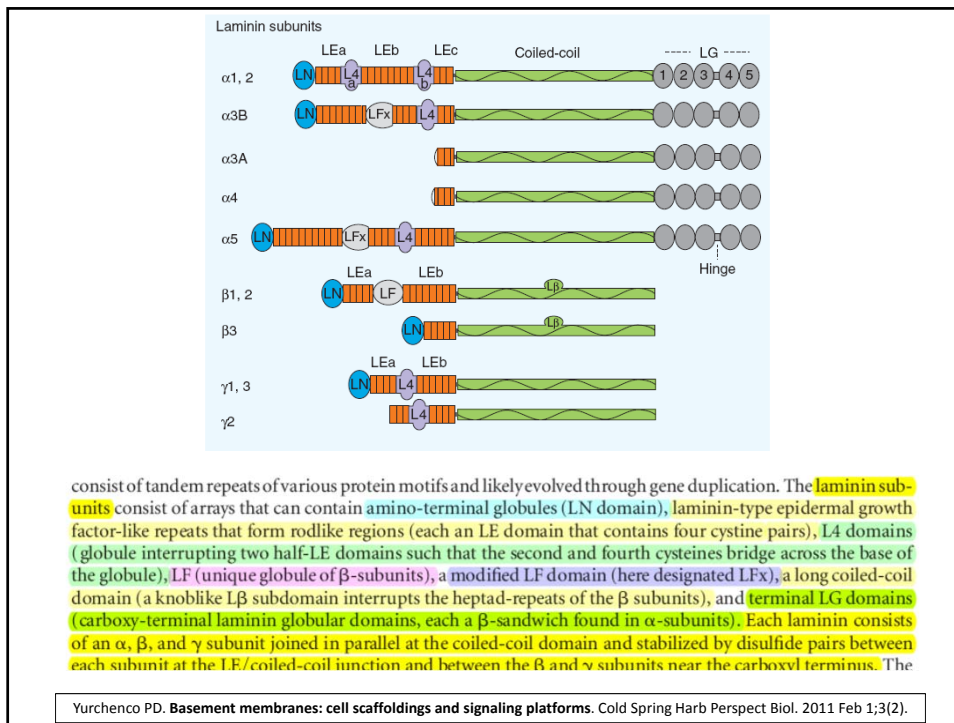 Laminin subunits
LEa LEb LEc Coiled-coil LG
α1, 2 LN L4 a L4 b 1 2 3 4 5
α3B LN LFx L4
α3A
α4
α5 LN LFx L4
Hinge
LEa LEb
β1, 2 LN LF Lβ
β3 LN Lβ
LEa LEb
γ1, 3 LN L4
γ2 L4
consist of tandem repeats of various protein motifs and likely evolved through gene duplication. The laminin sub-
units consist of arrays that can contain amino-terminal globules (LN domain), laminin-type epidermal growth
factor-like repeats that form rodlike regions (each an LE domain that contains four cystine pairs), L4 domains
(globule interrupting two half-LE domains such that the second and fourth cysteines bridge across the base of
the globule), LF (unique globule of β-subunits), a modified LF domain (here designated LFx), a long coiled-coil
domain (a knoblike Lβ subdomain interrupts the heptad-repeats of the β subunits), and terminal LG domains
(carboxy-terminal laminin globular domains, each a β-sandwich found in α-subunits). Each laminin consists
of an α, β, and γ subunit joined in parallel at the coiled-coil domain and stabilized by disulfide pairs between
each subunit at the LE/coiled-coil junction and between the β and γ subunits near the carboxyl terminus. The
Yurchenco PD. Basement membranes: cell scaffoldings and signaling platforms. Cold Spring Harb Perspect Biol. 2011 Feb 1;3(2).